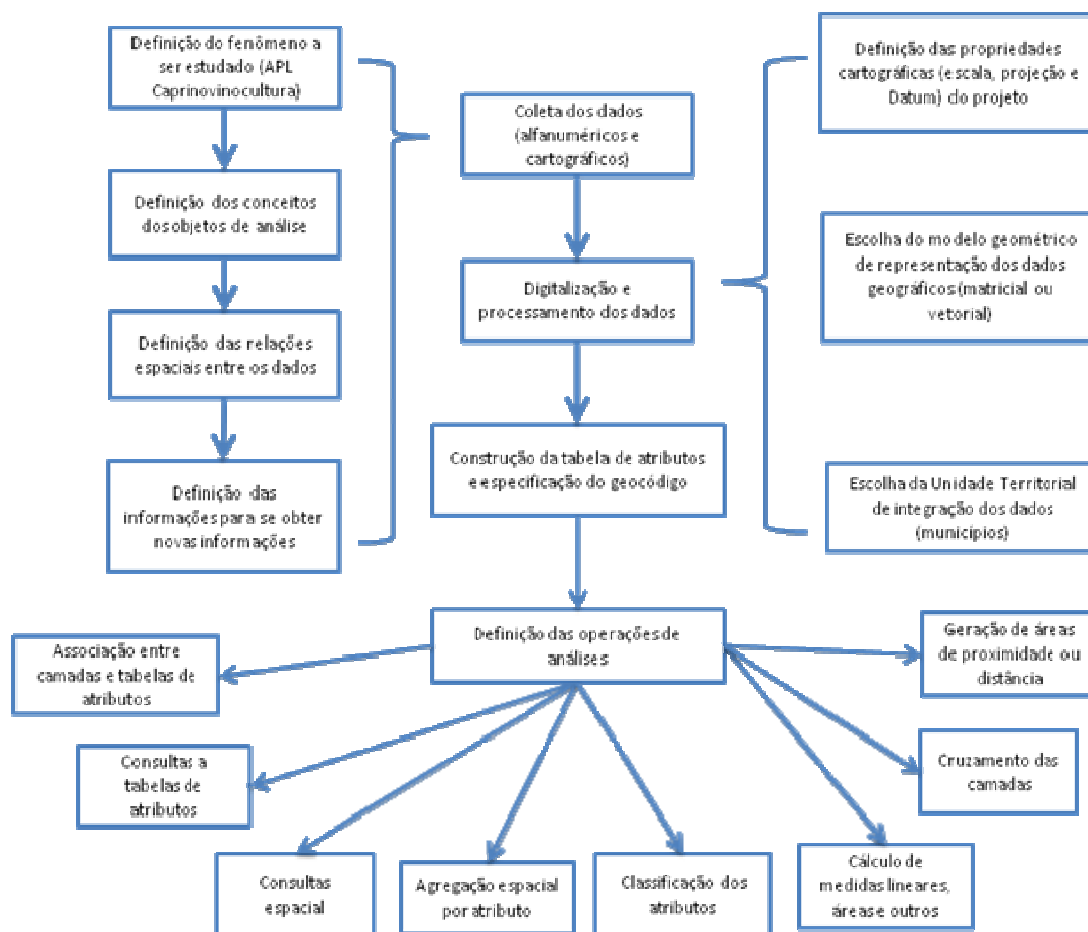 Definição do fenômeno a
ser estudado (APL
Caprinovinocultura)
Definição dos conceitos
dos objetos de análise
Definição das relações
espaciais entre os dados
Definição das
informações para se obter
novas informações
Coleta dos dados
(alfanuméricos e
cartográficos)
Digitalização e
processamento dos dados
Construção da tabela de atributos
e especificação do geocódigo
Definição das propriedades
cartográficas (escala, projeção e
Datum) do projeto
Escolha do modelo geométrico
de representação dos dados
geográficos (matricial ou
vetorial)
Escolha da Unidade Territorial
de integração dos dados
(municípios)
Definição das operações de
análises
Associação entre
camadas e tabelas de
atributos
Consultas a
tabelas de
atributos
Consultas
espacial
Agregação espacial
por atributo
Classificação dos
atributos
Cálculo de
medidas lineares,
áreas e outros
Cruzamento das
camadas
Geração de áreas
de proximidade ou
distância